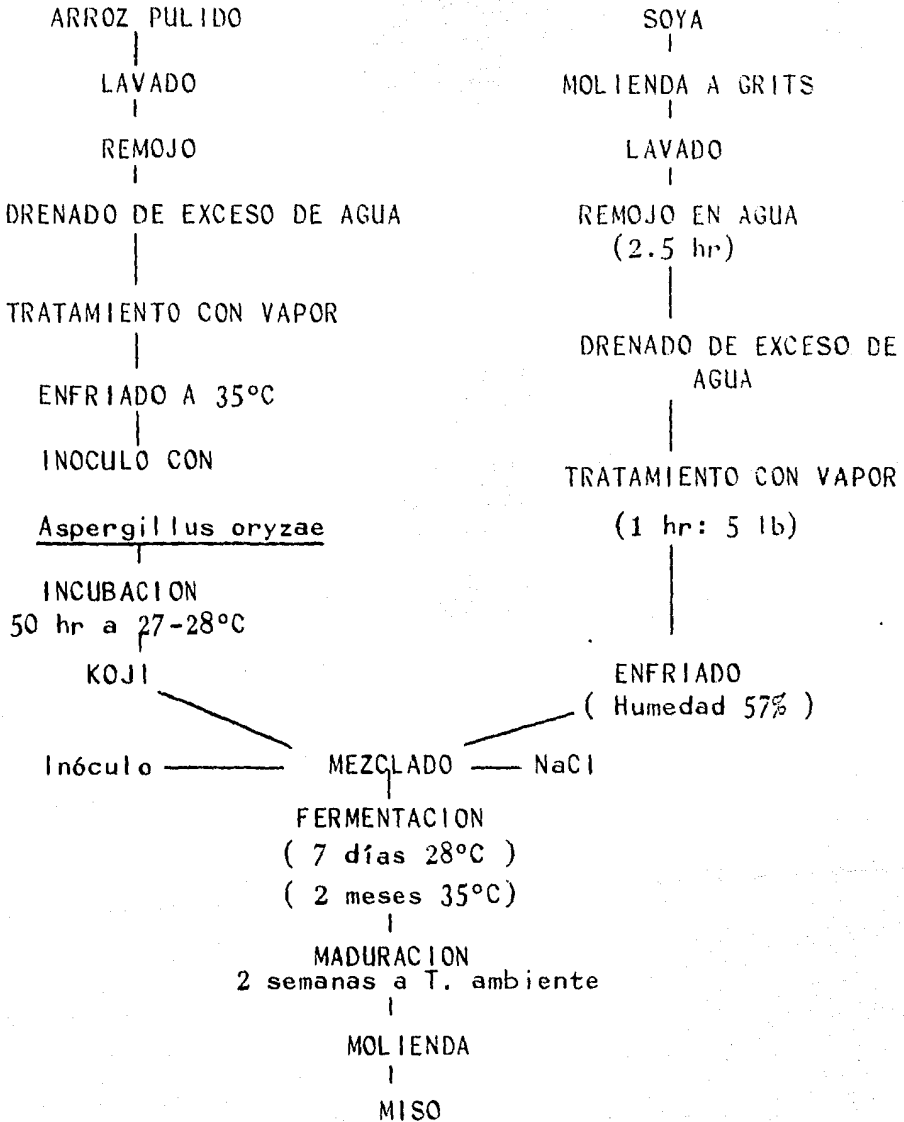 ARROZ PULIDO
LAVADO
REMOJO
DRENADO DE EXCESO DE AGUA
TRATAMIENTO CON VAPOR
ENFRIADO A 35°C
INOCULO CON
Aspergillus oryzae
INCUBACION
50 hr a 27-28°C
KOJI
SOYA
MOLIENDA A GRITS
LAVADO
REMOJO EN AGUA
(2.5 hr)
DRENADO DE EXCESO DE
AGUA
TRATAMIENTO CON VAPOR
(1 hr: 5 lb)
ENFRIADO
( Humedad 57% )
Inóculo
MEZCLADO
NaCl
FERMENTACION
( 7 días 28°C )
( 2 meses 35°C)
MADURACION
2 semanas a T. ambiente
MOLIENDA
MISO